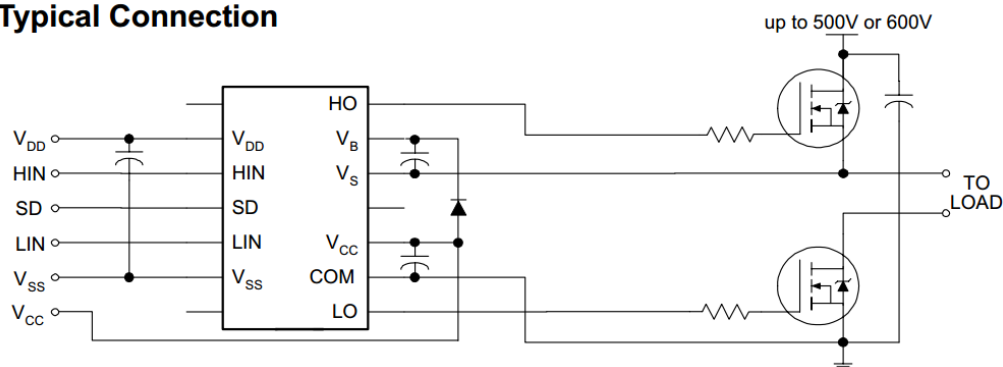 Typical Connection
up to 500V or 600V
HO
VDD
VDD
VB
HIN
HIN
VS
TO
LOAD
SD
SD
LIN
LIN
VCC
VSS
VSS
COM
VCC
LO